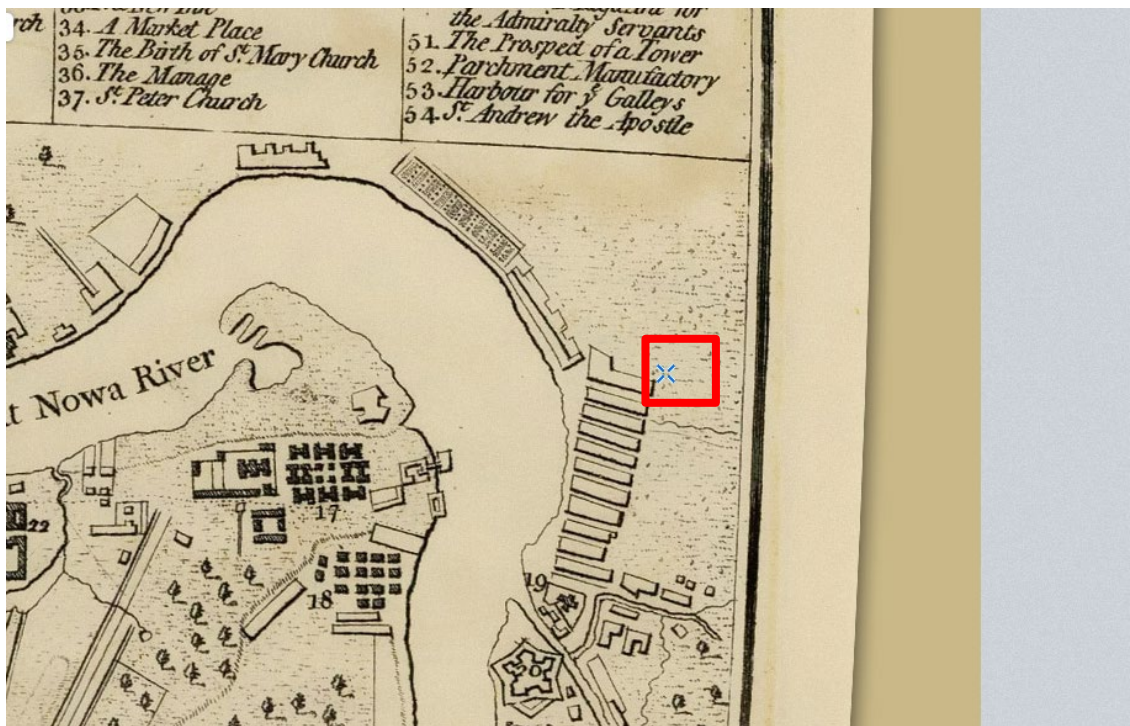 34. A Market Place
35. The Birth of St. Mary Church
36. The Manage
37. St. Peter Church
the Admiralty Servants
51. The Prospect of a Tower
52. Parchment Manufactory
53. Harbour for ye Galleys
54. St. Andrew the Apostle
Nowa River
17
22
18
19